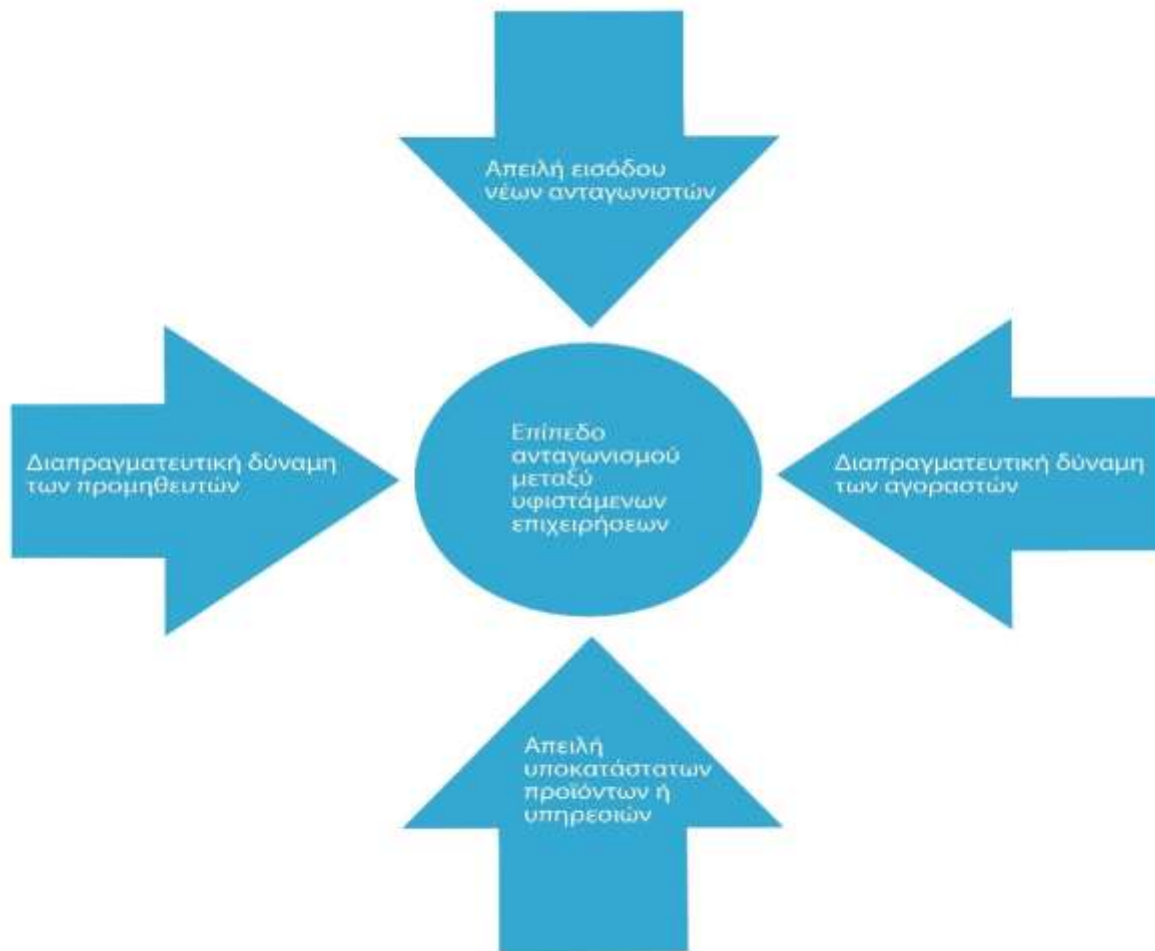 Απειλή εισόδου
νέων ανταγωνιστών
Διαπραγματευτική δύναμη
των προμηθευτών
Επίπεδο
ανταγωνισμού
μεταξύ
υφιστάμενων
επιχειρήσεων
Διαπραγματευτική δύναμη
των αγοραστών
Απειλή
υποκατάστατων
προϊόντων ή
υπηρεσιών